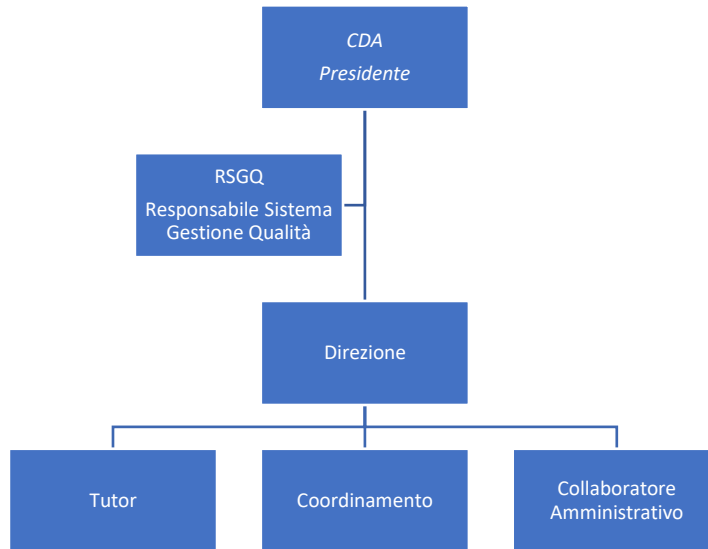 CDA
Presidente
RSGQ
Responsabile Sistema
Gestione Qualità
Direzione
Tutor
Coordinamento
Collaboratore
Amministrativo